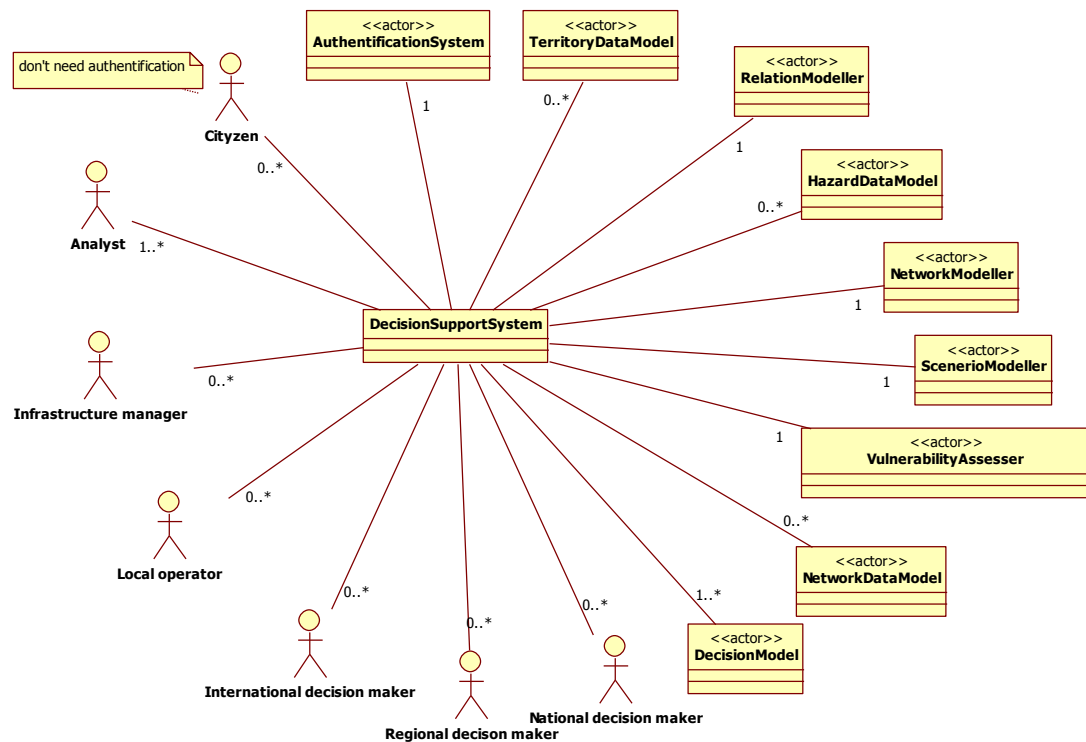 <<actor>>
AuthentificationSystem
<<actor>>
TerritoryDataModel
<<actor>>
RelationModeller
don't need authentification
Cityzen
1
0..*
1
0..*
<<actor>>
HazardDataModel
0..*
Analyst
1..*
<<actor>>
NetworkModeller
1
DecisionSupportSystem
<<actor>>
ScenerioModeller
1
Infrastructure manager
0..*
<<actor>>
VulnerabilityAssesser
1
Local operator
0..*
0..*
<<actor>>
NetworkDataModel
International decision maker
0..*
Regional decison maker
0..*
National decision maker
0..*
1..*
<<actor>>
DecisionModel